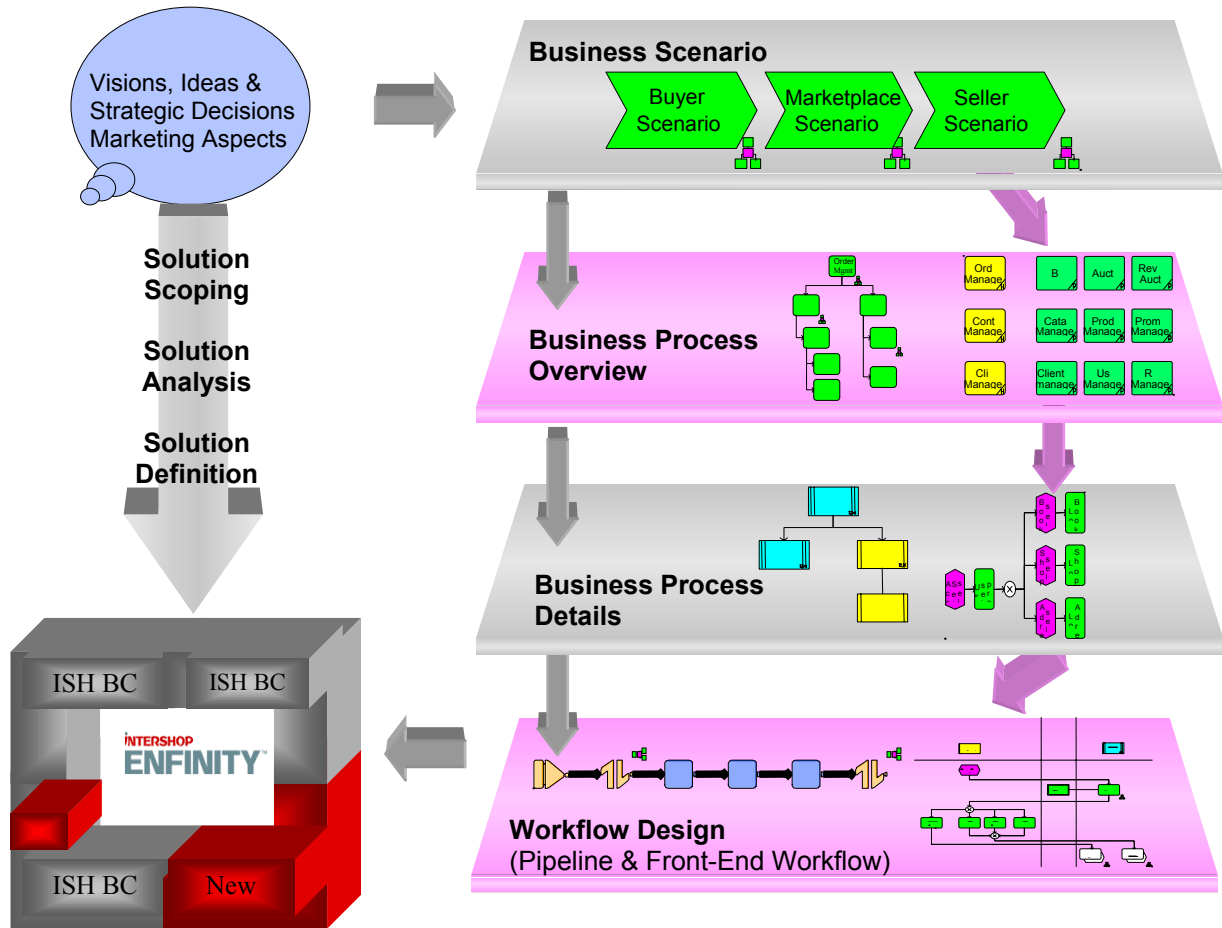 Visions, Ideas &
Strategic Decisions
Marketing Aspects
Solution
Scoping
Solution
Analysis
Solution
Definition
Business Scenario
Buyer
Scenario
Marketplace
Scenario
Seller
Scenario
Business Process
Overview
Order
Mgmt
Ord
Manage
B
Auct
Rev
Auct
Cont
Manage
Cata
Manage
Prod
Manage
Prom
Manage
Cli
Manage
Client
manage
Us
Manage
R
Manage
Business Process
Details
Workflow Design
(Pipeline & Front-End Workflow)
ISH BC
ISH BC
INTERSHOP
ENFINITY™
ISH BC
New